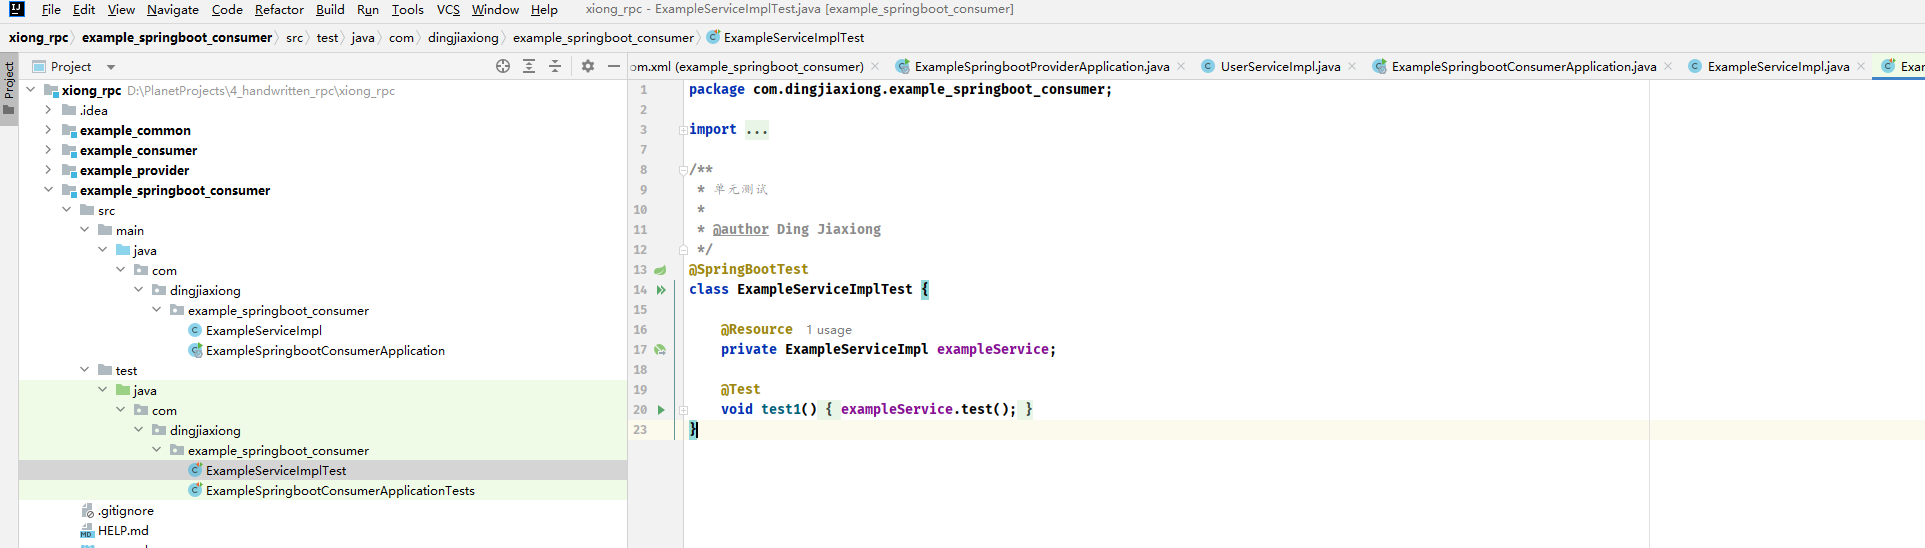 File Edit View Navigate Code Refactor Build Run Tools VCS Window Help xiong_rpc - ExampleServiceImplTest.java [example_springboot_consumer]
xiong_rpc example_springboot_consumer src test java com dingjiaxiong example_springboot_consumer ExampleServiceImplTest
Project
Project
om.xml (example_springboot_consumer) ExampleSpringbootProviderApplication.java UserServiceImpl.java ExampleSpringbootConsumerApplication.java ExampleServiceImpl.java Exan
xiong_rpc D:\PlanetProjects\4_handwritten_rpc\xiong_rpc
.idea
example_common
example_consumer
example_provider
example_springboot_consumer
src
main
java
com
dingjiaxiong
example_springboot_consumer
ExampleServiceImpl
ExampleSpringbootConsumerApplication
test
java
com
dingjiaxiong
example_springboot_consumer
ExampleServiceImplTest
ExampleSpringbootConsumerApplicationTests
.gitignore
HELP.md
1 package com.dingjiaxiong.example_springboot_consumer;
2
3 import ...
7
8 /**
9 * 单元测试
10 *
11 * @author Ding Jiaxiong
12 */
13 @SpringBootTest
14 class ExampleServiceImplTest {
15
16 @Resource 1 usage
17 private ExampleServiceImpl exampleService;
18
19 @Test
20 void test1() { exampleService.test(); }
23 }